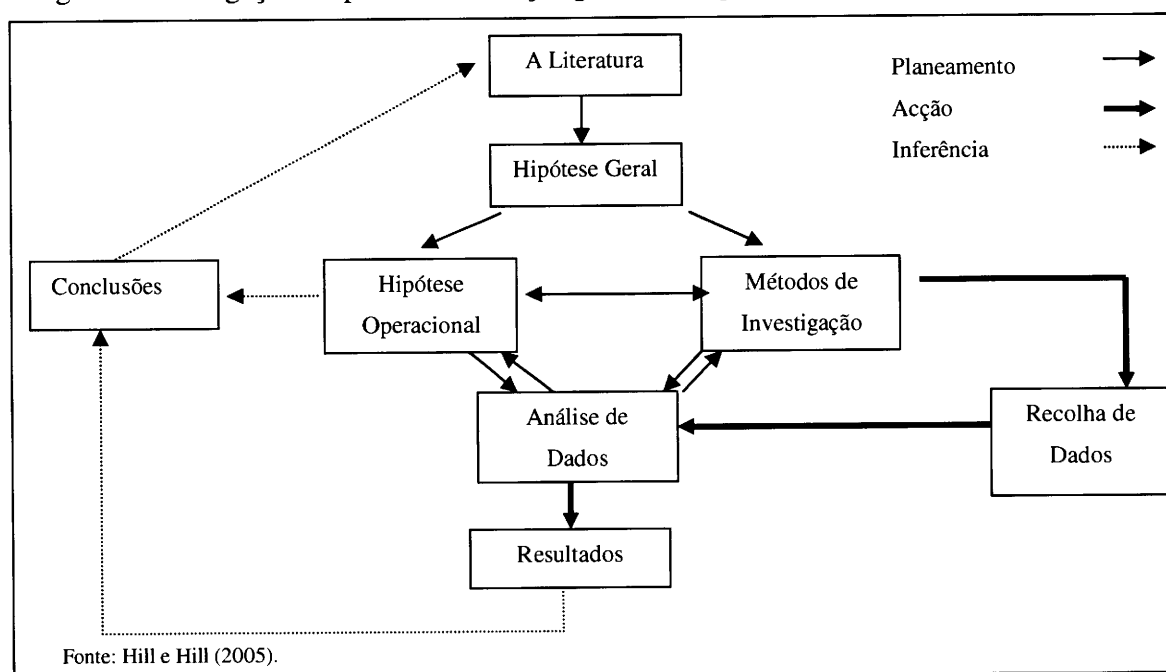 A Literatura
Planeamento
Acção
Inferência
Hipótese Geral
Conclusões
Hipótese
Operacional
Métodos de
Investigação
Análise de
Dados
Recolha de
Dados
Resultados
Fonte: Hill e Hill (2005).